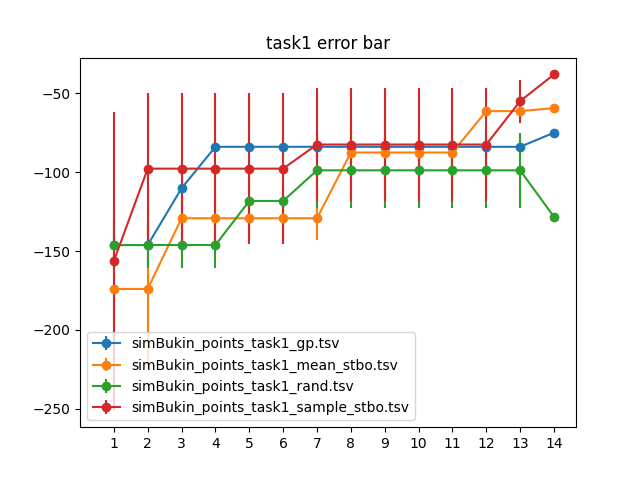 task1 error bar
−50
−100
−150
−200
−250
simBukin_points_task1_gp.tsv
simBukin_points_task1_mean_stbo.tsv
simBukin_points_task1_rand.tsv
simBukin_points_task1_sample_stbo.tsv
1 2 3 4 5 6 7 8 9 10 11 12 13 14